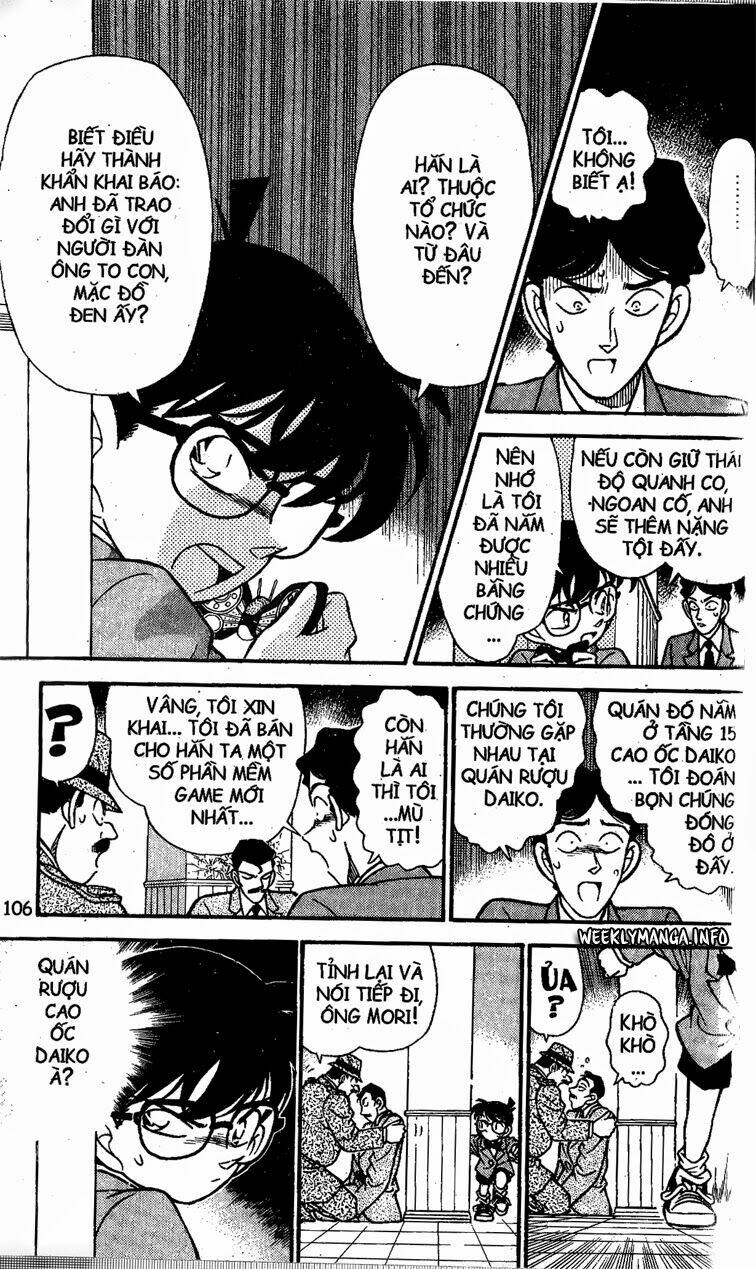 BIẾT ĐIỀU
HÃY THÀNH
KHẨN KHAI BÁO:
ANH ĐÃ TRAO
ĐỔI GÌ VỚI
NGƯỜI ĐÀN
ÔNG TO CON,
MẶC ĐỒ
ĐEN ẤY?
HẮN LÀ
AI? THUỘC
TỔ CHỨC
NÀO? VÀ
TỪ ĐÂU
ĐẾN?
TÔI...
KHÔNG
BIẾT Ạ!
......
NÊN
NHỚ
LÀ TÔI
ĐÃ NẮM
ĐƯỢC
NHIỀU
BẰNG
CHỨNG
...
NẾU CÒN GIỮ THÁI
ĐỘ QUANH CO,
NGOAN CỐ, ANH
SẼ THÊM NẶNG
TỘI ĐẤY.
?
VÂNG, TÔI XIN
KHAI... TÔI ĐÃ BÁN
CHO HẮN TA MỘT
SỐ PHẦN MỀM
GAME MỚI
NHẤT...
CÒN
HẮN
LÀ AI
THÌ TÔI
...MÙ
TỊT!
CHÚNG TÔI
THƯỜNG GẶP
NHAU TẠI
QUÁN RƯỢU
DAIKO.
QUÁN ĐÓ NẰM
Ở TẦNG 15
CAO ỐC DAIKO
... TÔI ĐOÁN
BỌN CHÚNG
ĐÓNG
ĐÔ Ở
ĐẤY.
106
WEEKLYMANGA.INFO
QUÁN
RƯỢU
CAO
ỐC
DAIKO
À?
TỈNH LẠI VÀ
NÓI TIẾP ĐI,
ÔNG MORI!
ỦA
?
KHÒ
KHÒ
...